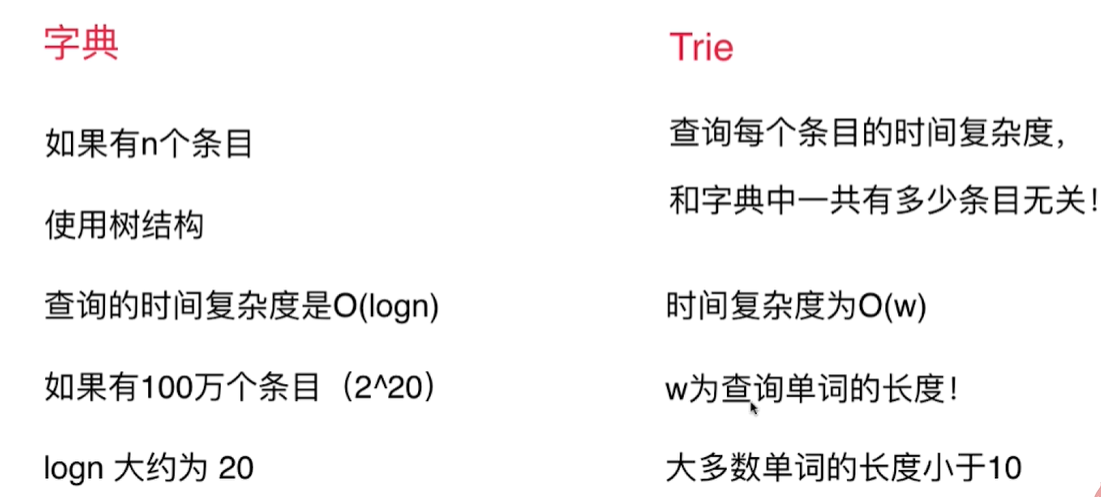 字典
如果有n个条目
使用树结构
查询的时间复杂度是O(logn)
如果有100万个条目（2^20）
logn 大约为 20
Trie
查询每个条目的时间复杂度，
和字典中一共有多少条目无关！
时间复杂度为O(w)
w为查询单词的长度！
大多数单词的长度小于10